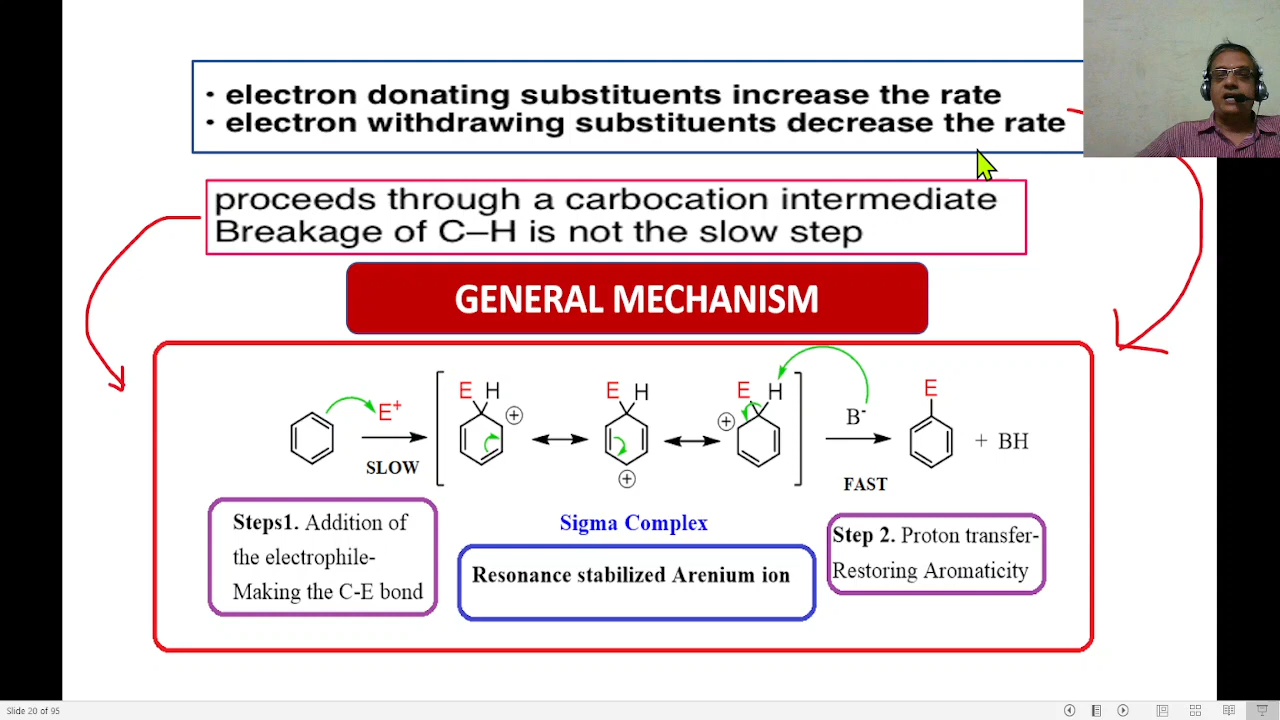 • electron donating substituents increase the rate
• electron withdrawing substituents decrease the rate
proceeds through a carbocation intermediate
Breakage of C–H is not the slow step
GENERAL MECHANISM
E H
E H
E H
E
E+
B-
+ BH
SLOW
FAST
Steps1. Addition of
the electrophile-
Making the C-E bond
Sigma Complex
Resonance stabilized Arenium ion
Step 2. Proton transfer-
Restoring Aromaticity
Slide 20 of 95